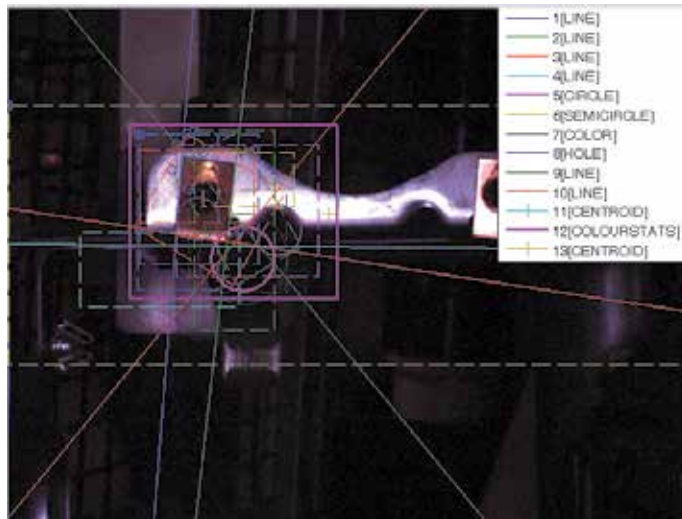 1[LINE]
2[LINE]
3[LINE]
4[LINE]
5[CIRCLE]
6[SEMICIRCLE]
7[COLOR]
8[HOLE]
9[LINE]
10[LINE]
11[CENTROID]
12[COLOURSTATS]
13[CENTROID]